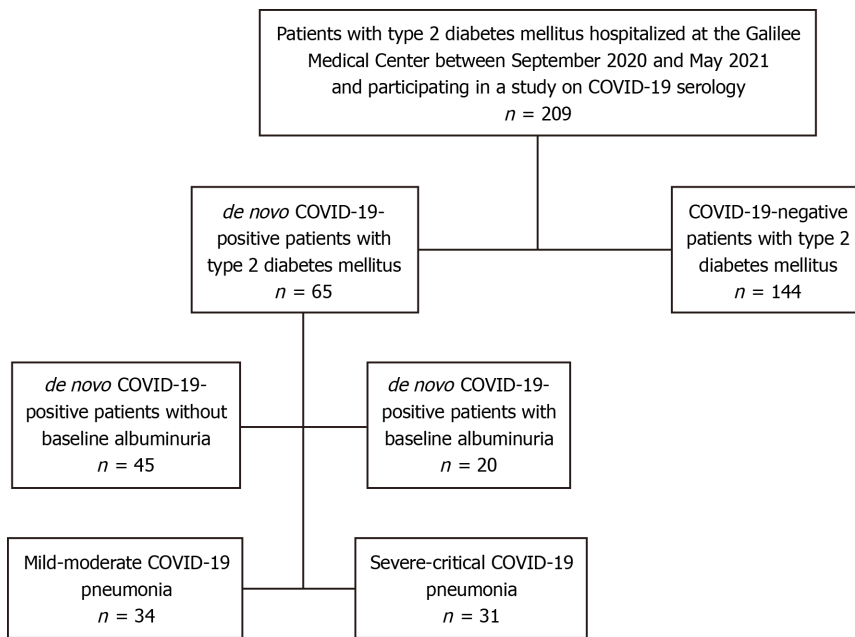 Patients with type 2 diabetes mellitus hospitalized at the Galilee
Medical Center between September 2020 and May 2021
and participating in a study on COVID-19 serology
n = 209
de novo COVID-19-
positive patients with
type 2 diabetes mellitus
n = 65
COVID-19-negative
patients with type 2
diabetes mellitus
n = 144
de novo COVID-19-
positive patients without
baseline albuminuria
n = 45
de novo COVID-19-
positive patients with
baseline albuminuria
n = 20
Mild-moderate COVID-19
pneumonia
n = 34
Severe-critical COVID-19
pneumonia
n = 31